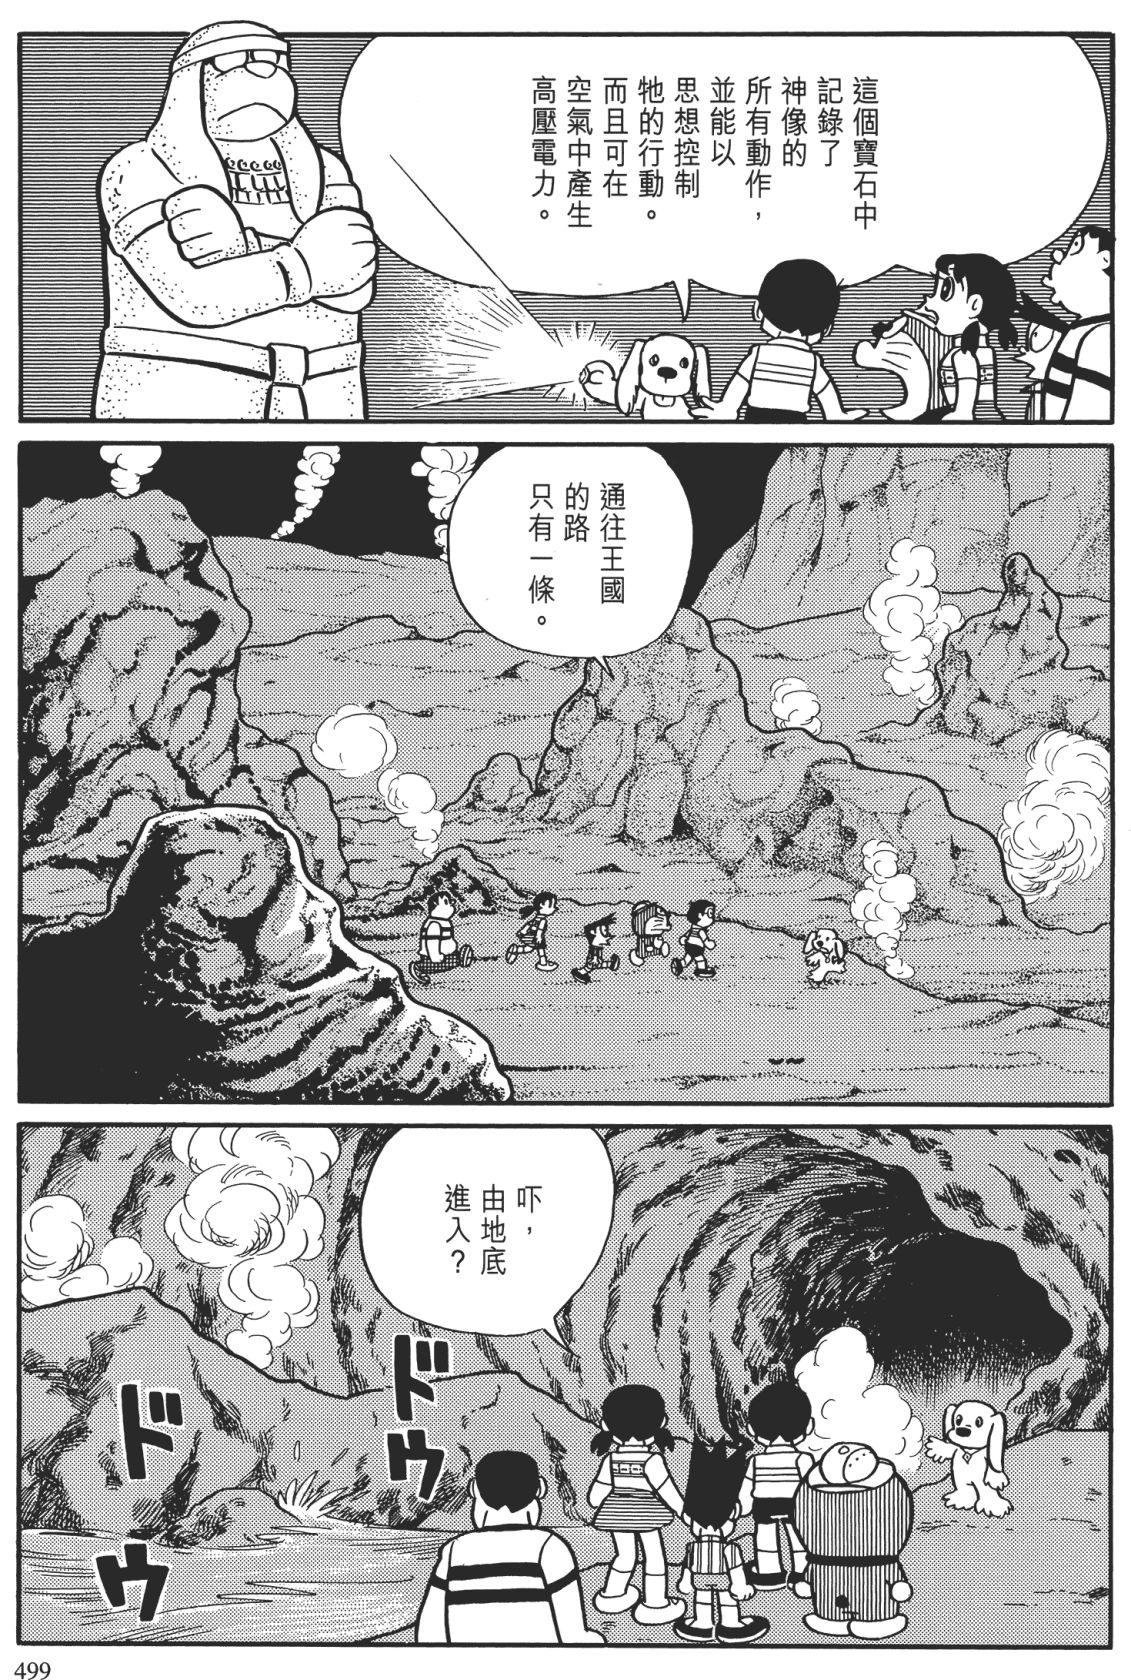 這個寶石中
記錄了
神像的
所有動作，
並能以
思想控制
牠的行動。
而且可在
空氣中產生
高壓電力。
通往王國
的路
只有一條。
吓，
由地底
進入？
ドゥ
ドゥ
499